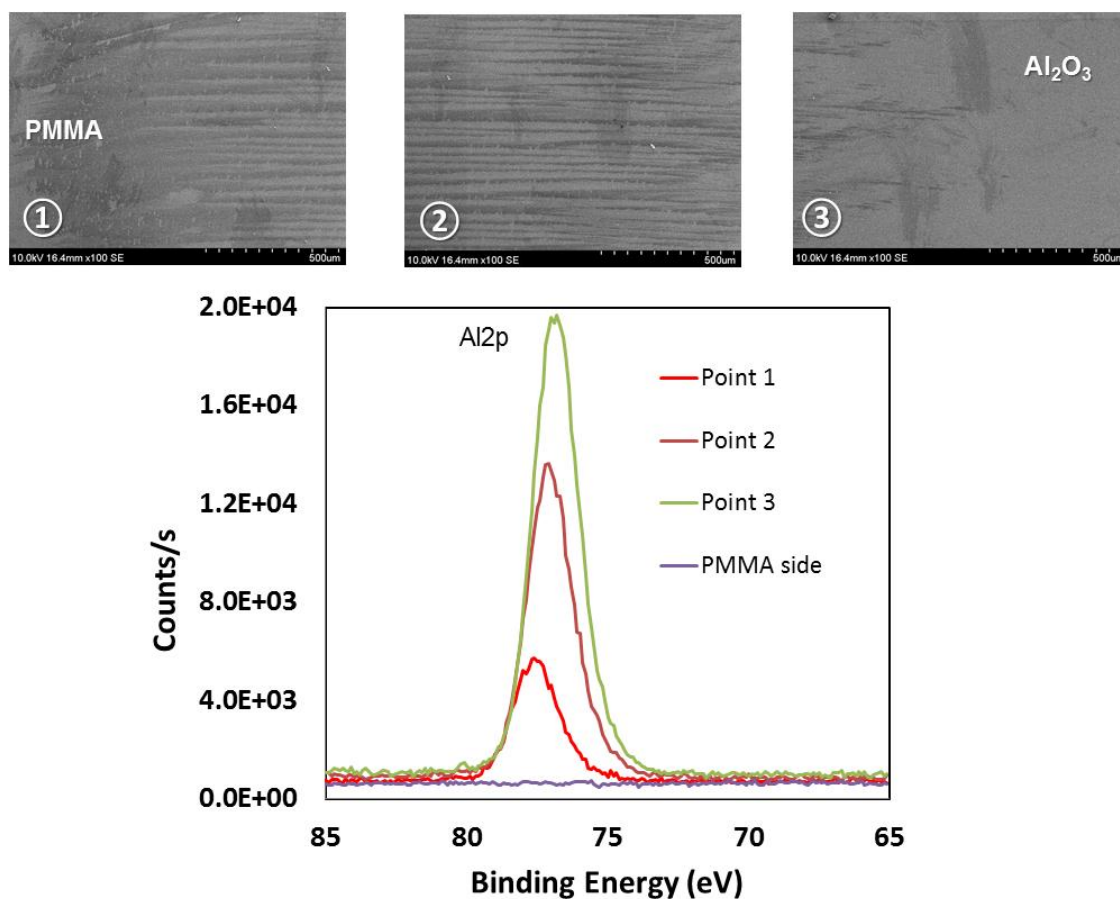 PMMA
①
10.0kV 16.4mm x100 SE 500um
②
10.0kV 16.4mm x100 SE 500um
Al₂O₃
③
10.0kV 16.4mm x100 SE 500um
2.0E+04
1.6E+04
1.2E+04
8.0E+03
4.0E+03
0.0E+00
Counts/s
Al2p
Point 1
Point 2
Point 3
PMMA side
85 80 75 70 65
Binding Energy (eV)